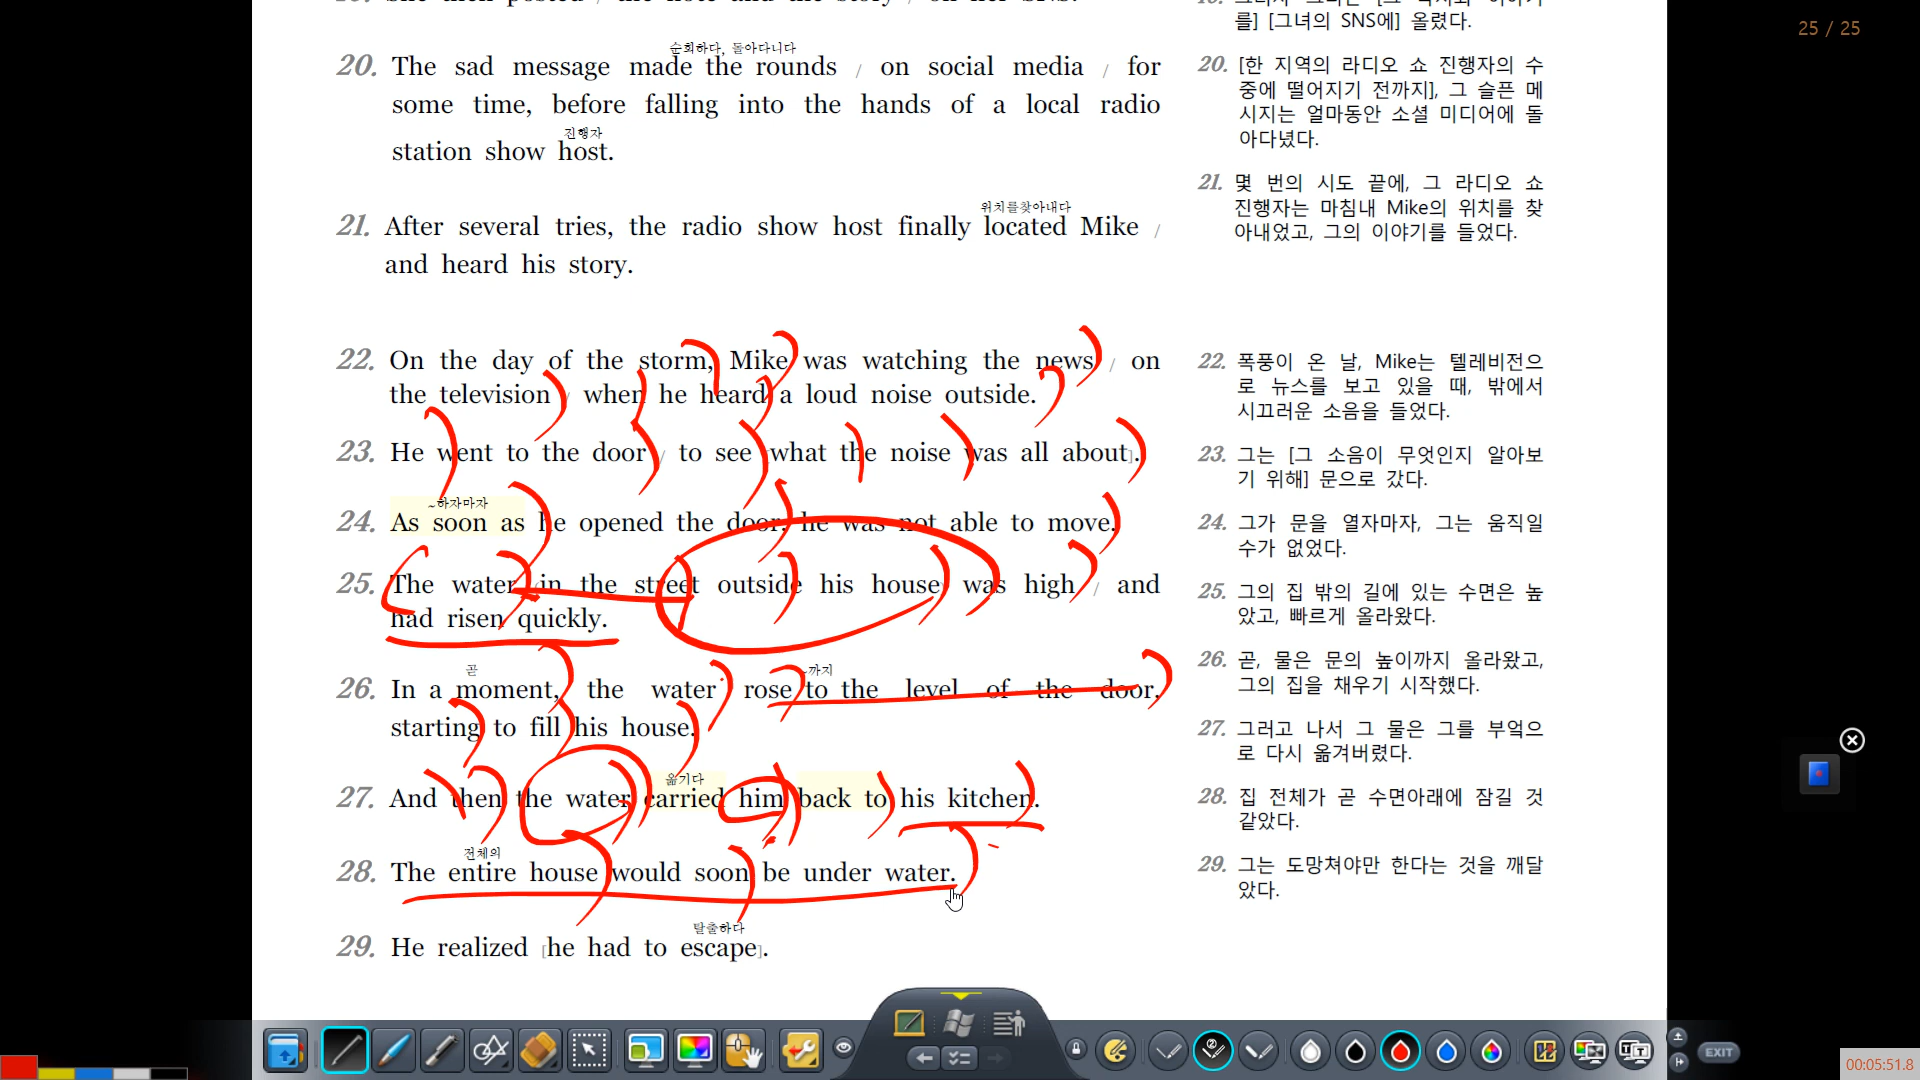 25 / 25
를] [그녀의 SNS에] 올렸다.
순회하다, 돌아다니다
20. The sad message made the rounds / on social media / for
some time, before falling into the hands of a local radio
진행자
station show host.
20. [한 지역의 라디오 쇼 진행자의 수
중에 떨어지기 전까지], 그 슬픈 메
시지는 얼마동안 소셜 미디어에 돌
아다녔다.
위치를찾아내다
21. After several tries, the radio show host finally located Mike /
and heard his story.
21. 몇 번의 시도 끝에, 그 라디오 쇼
진행자는 마침내 Mike의 위치를 찾
아내었고, 그의 이야기를 들었다.
22. On the day of the storm, Mike was watching the news / on
the television / when he heard a loud noise outside.
22. 폭풍이 온 날, Mike는 텔레비전으
로 뉴스를 보고 있을 때, 밖에서
시끄러운 소음을 들었다.
23. He went to the door / to see [what the noise was all about].
23. 그는 [그 소음이 무엇인지 알아보
기 위해] 문으로 갔다.
~하자마자
24. As soon as he opened the door, he was not able to move.
24. 그가 문을 열자마자, 그는 움직일
수가 없었다.
25. The water (in the street outside his house) was high / and
had risen quickly.
25. 그의 집 밖의 길에 있는 수면은 높
았고, 빠르게 올라왔다.
곧
~까지
26. In a moment, the water rose to the level of the door,
starting to fill his house.
26. 곧, 물은 문의 높이까지 올라왔고,
그의 집을 채우기 시작했다.
옮기다
27. And then the water carried him back to his kitchen.
27. 그러고 나서 그 물은 그를 부엌으
로 다시 옮겨버렸다.
전체의
28. The entire house would soon be under water.
28. 집 전체가 곧 수면아래에 잠길 것
같았다.
탈출하다
29. He realized [he had to escape].
29. 그는 도망쳐야만 한다는 것을 깨달
았다.
EXIT
00:05:51.8